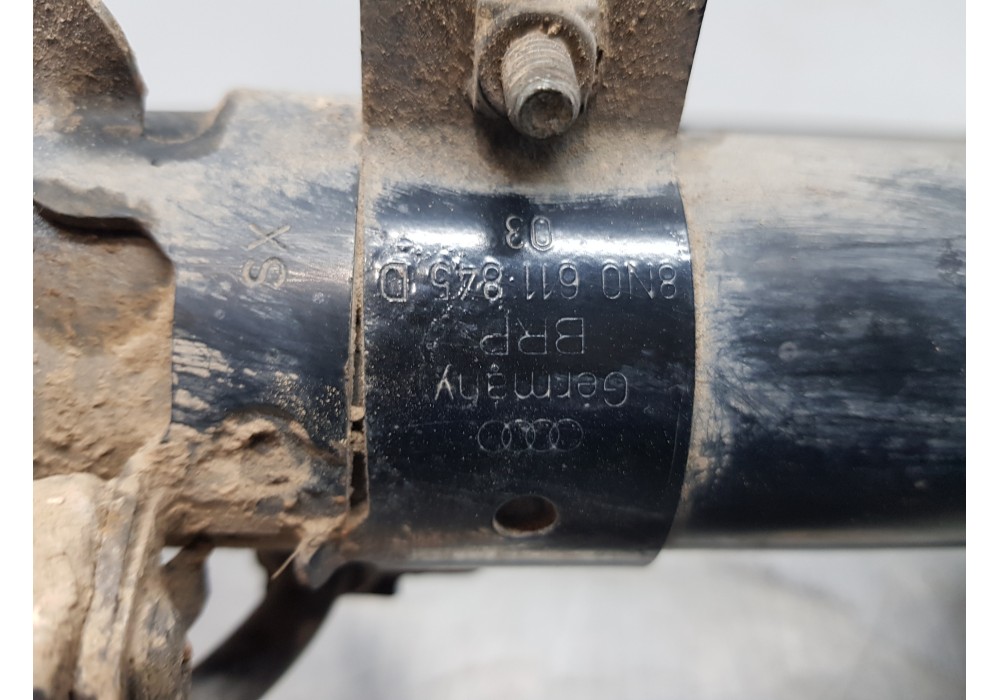 Germany
BRP
8N0 611 845 D
03
SX